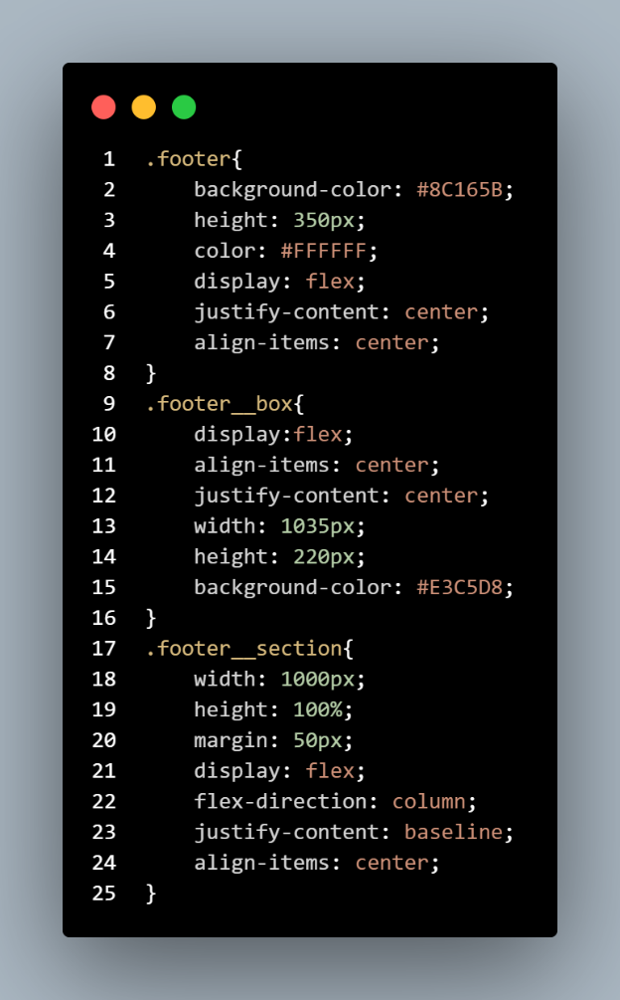 1 .footer{
2 background-color: #8C165B;
3 height: 350px;
4 color: #FFFFFF;
5 display: flex;
6 justify-content: center;
7 align-items: center;
8 }
9 .footer__box{
10 display:flex;
11 align-items: center;
12 justify-content: center;
13 width: 1035px;
14 height: 220px;
15 background-color: #E3C5D8;
16 }
17 .footer__section{
18 width: 1000px;
19 height: 100%;
20 margin: 50px;
21 display: flex;
22 flex-direction: column;
23 justify-content: baseline;
24 align-items: center;
25 }